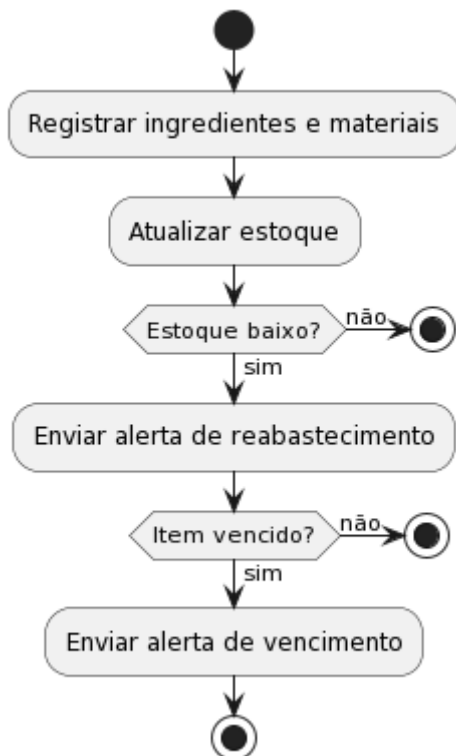 Registrar ingredientes e materiais
Atualizar estoque
Estoque baixo?
não
sim
Enviar alerta de reabastecimento
Item vencido?
não
sim
Enviar alerta de vencimento